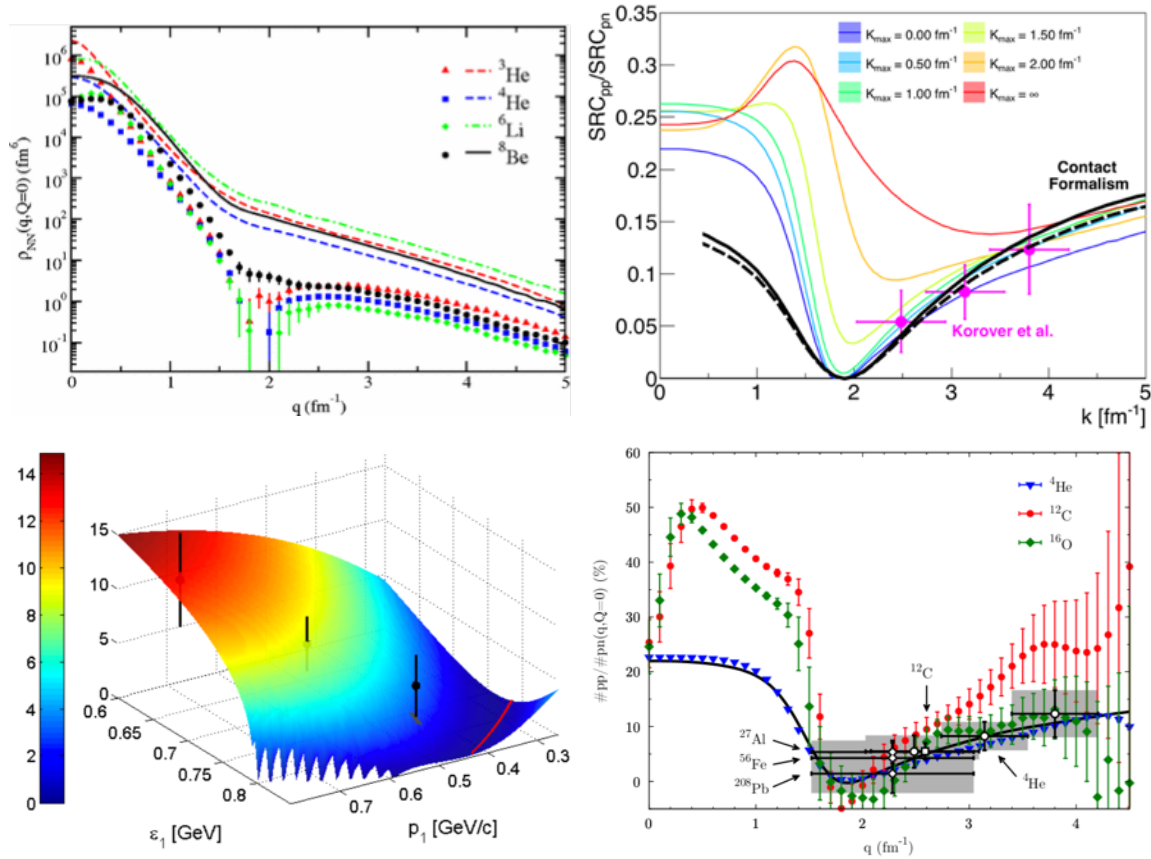 10⁶
10⁵
10⁴
10³
10²
10¹
10⁰
10⁻¹
ρNN(q,Q=0) (fm⁶)
³He
⁴He
⁶Li
⁸Be
0 1 2 3 4 5
q (fm⁻¹)
0.35
0.3
0.25
0.2
0.15
0.1
0.05
0
SRCpp/SRCpn
Kmax = 0.00 fm⁻¹
Kmax = 0.50 fm⁻¹
Kmax = 1.00 fm⁻¹
Kmax = 1.50 fm⁻¹
Kmax = 2.00 fm⁻¹
Kmax = ∞
Contact
Formalism
Korover et al.
0 1 2 3 4 5
k [fm⁻¹]
14
12
10
8
6
4
2
0
15
10
5
0
0.6
0.65
0.7
0.75
0.8
ε₁ [GeV]
0.7
0.6
0.5
0.4
0.3
p₁ [GeV/c]
60
50
40
30
20
10
0
#pp/#pn(q,Q=0) (%)
⁴He
¹²C
¹⁶O
¹²C
²⁷Al
⁵⁶Fe
²⁰⁸Pb
⁴He
0 1 2 3 4
q (fm⁻¹)